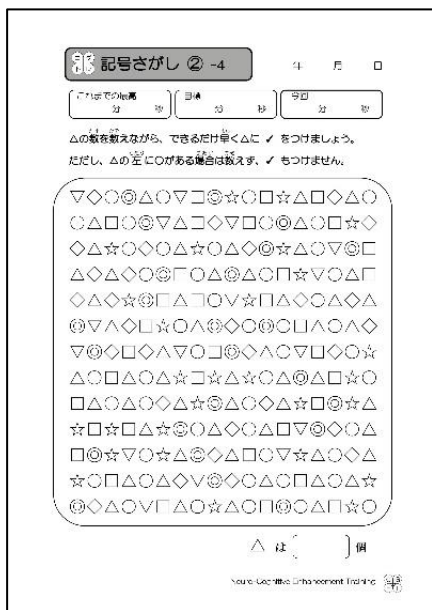 記号さがし ② -4
年 月 日
これまでの最高 目標 今回
分 秒 分 秒 分 秒
△の数を数えながら、できるだけ早く△に ✓ をつけましょう。
ただし、△の左に○がある場合は数えず、✓ もつけません。
▽◇○◎△○▽□◎☆○□☆△□◇△○
○△□○◎▽△□◇▽□○◎△○□☆◇
◇△☆○◇○△☆○△◇◎☆△○▽◎□
△◇△◇○◎□○△◎△○□☆▽○△□
◇△◇☆◎□△□○▽☆□△◇○△◇△
◎▽△◇□☆○△◎◇○◎○□△○△◇
▽◎◇□◇△▽○□◎◇△○▽□◇○☆
△○□△○△☆□☆△☆○△◎△□☆○
□△○△○◇△☆◎△○◇△☆□◎☆△
☆□☆□△☆◎○△◇○△□▽◎◇○△
□◎☆▽○☆△◎◇△□○▽☆△○◇△
☆○□△○△◇▽◎◇○△○□△○△☆
◎◇△○▽□△○☆△○□◎○△□☆○
△ は 個
Neuro-Cognitive Enhancement Training